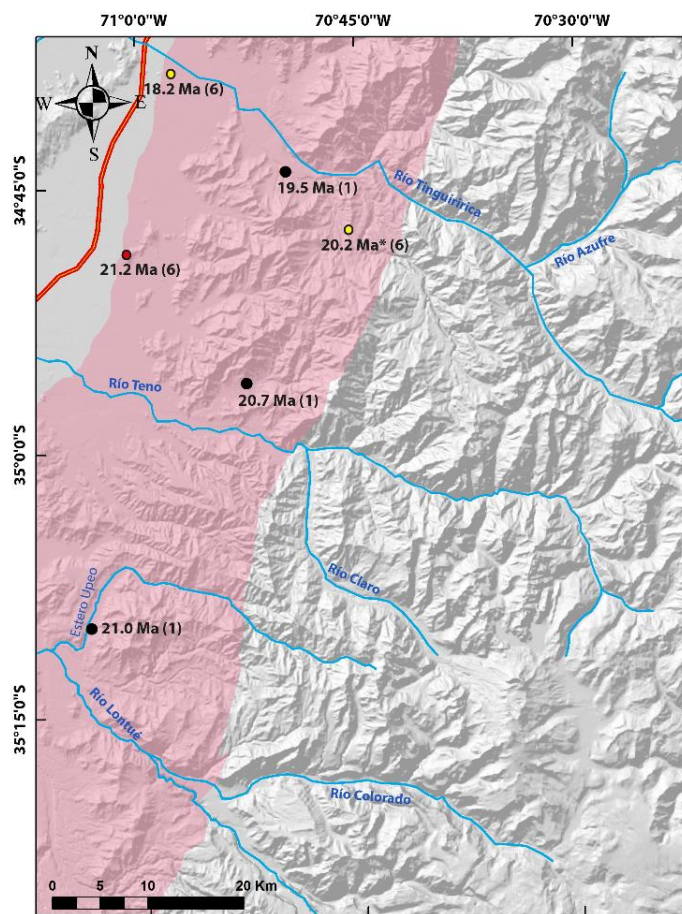 71°0'0"W
70°45'0"W
70°30'0"W
N
W
E
S
18.2 Ma (6)
19.5 Ma (1)
Río Tinguiririca
34°45'0"S
20.2 Ma* (6)
Río Azufre
21.2 Ma (6)
Río Teno
20.7 Ma (1)
35°0'0"S
Río Claro
Estero Upeo
21.0 Ma (1)
Río Lontué
35°15'0"S
Río Colorado
0 5 10 20 Km